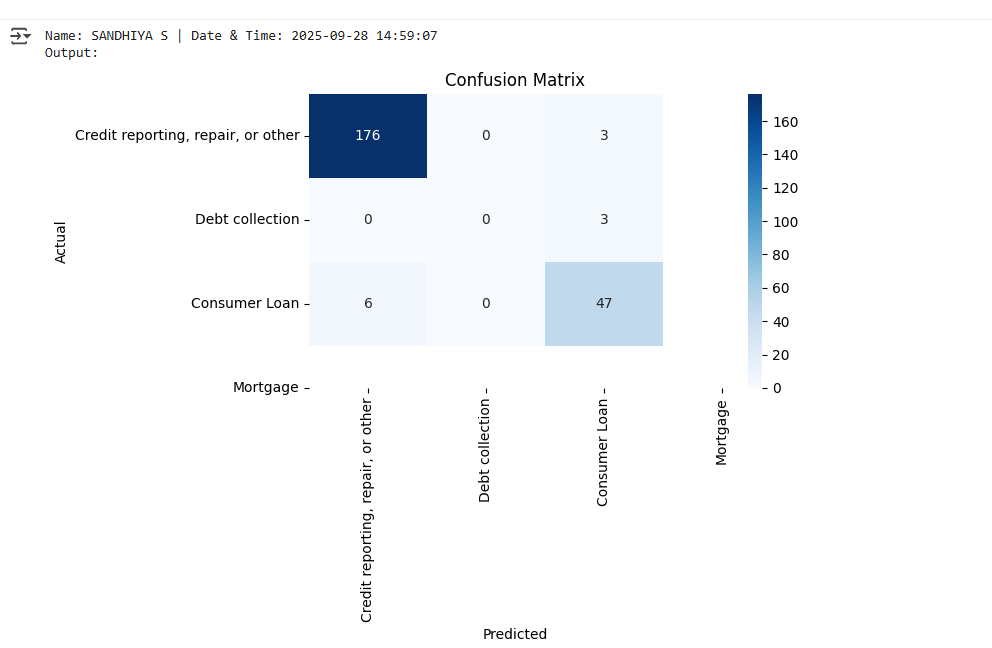 Name: SANDHIYA S | Date & Time: 2025-09-28 14:59:07
Output:
Confusion Matrix
Credit reporting, repair, or other
176
0
3
Debt collection
0
0
3
Consumer Loan
6
0
47
Mortgage
Actual
160
140
120
100
80
60
40
20
0
Credit reporting, repair, or other
Debt collection
Consumer Loan
Mortgage
Predicted